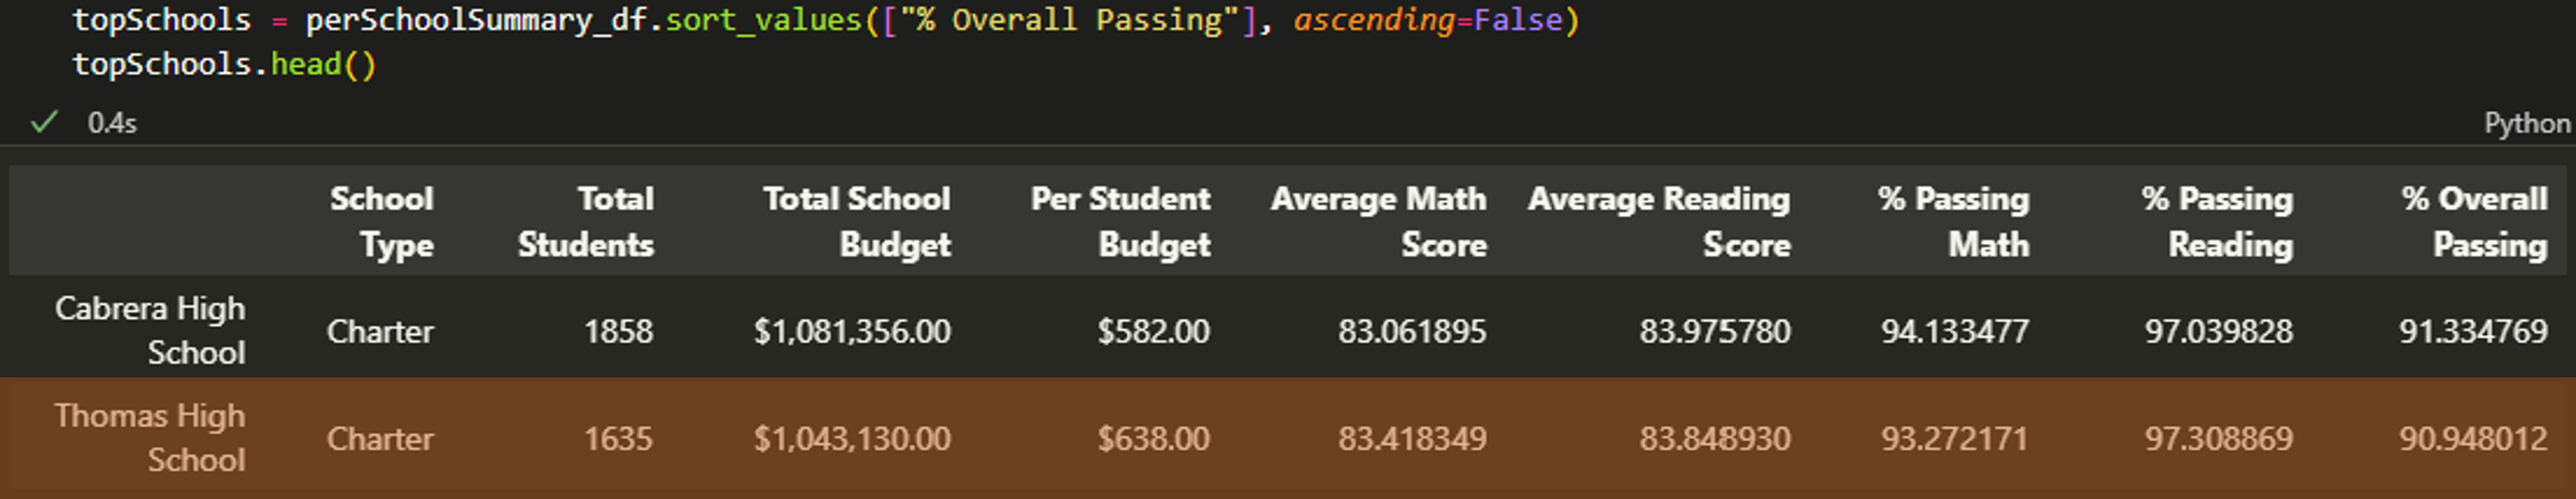 topSchools = perSchoolSummary_df.sort_values(["% Overall Passing"], ascending=False)
topSchools.head()
✓ 0.4s Python
School Type Total Students Total School Budget Per Student Budget Average Math Score Average Reading Score % Passing Math % Passing Reading % Overall Passing
Cabrera High School Charter 1858 $1,081,356.00 $582.00 83.061895 83.975780 94.133477 97.039828 91.334769
Thomas High School Charter 1635 $1,043,130.00 $638.00 83.418349 83.848930 93.272171 97.308869 90.948012